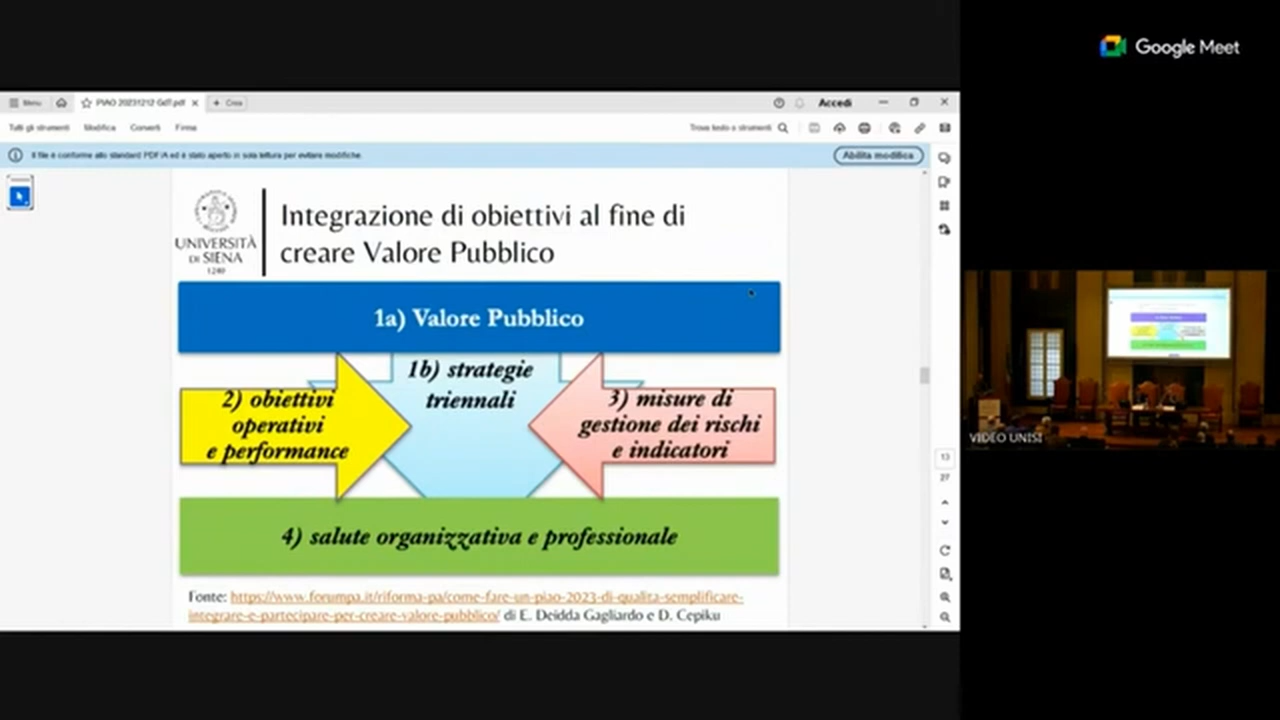 Google Meet
Menu
PIAO 20231212 GdT.pdf
Crea
Accedi
Tutti gli strumenti Modifica Converti Firma
Trova testo o strumenti
Il file è conforme allo standard PDF/A ed è stato aperto in sola lettura per evitare modifiche.
Abilita modifica
UNIVERSITÀ
DI SIENA
1240
Integrazione di obiettivi al fine di
creare Valore Pubblico
1a) Valore Pubblico
1b) strategie
triennali
2) obiettivi
operativi
e performance
3) misure di
gestione dei rischi
e indicatori
4) salute organizzativa e professionale
Fonte: https://www.forumpa.it/riforma-pa/come-fare-un-piao-2023-di-qualita-semplificare-
integrare-e-partecipare-per-creare-valore-pubblico/ di E. Deidda Gagliardo e D. Cepiku
13
27
VIDEO UNISI